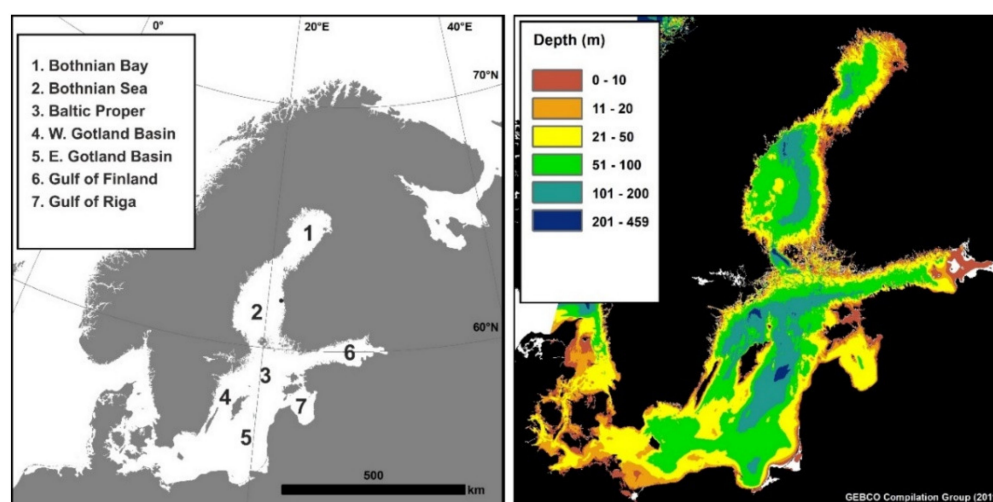 0°
20°E
40°E
70°N
60°N
1. Bothnian Bay
2. Bothnian Sea
3. Baltic Proper
4. W. Gotland Basin
5. E. Gotland Basin
6. Gulf of Finland
7. Gulf of Riga
1
2
3
4
5
6
7
500
km
Depth (m)
0 - 10
11 - 20
21 - 50
51 - 100
101 - 200
201 - 459
GEBCO Compilation Group (201